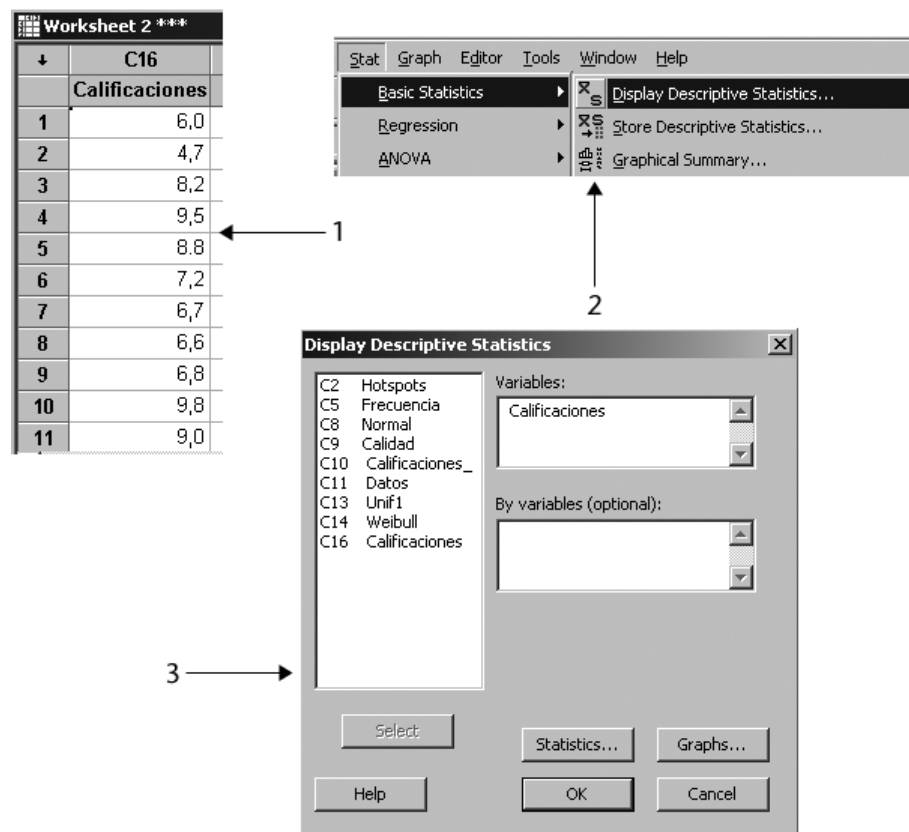 Worksheet 2 ***
C16
Calificaciones
1 6,0
2 4,7
3 8,2
4 9,5
5 8.8
6 7,2
7 6,7
8 6,6
9 6,8
10 9,8
11 9,0
1
Stat Graph Editor Tools Window Help
Basic Statistics
Regression
ANOVA
Display Descriptive Statistics...
Store Descriptive Statistics...
Graphical Summary...
2
Display Descriptive Statistics
C2 Hotspots
C5 Frecuencia
C8 Normal
C9 Calidad
C10 Calificaciones_
C11 Datos
C13 Unif1
C14 Weibull
C16 Calificaciones
Variables:
Calificaciones
By variables (optional):
3
Select
Statistics...
Graphs...
Help
OK
Cancel